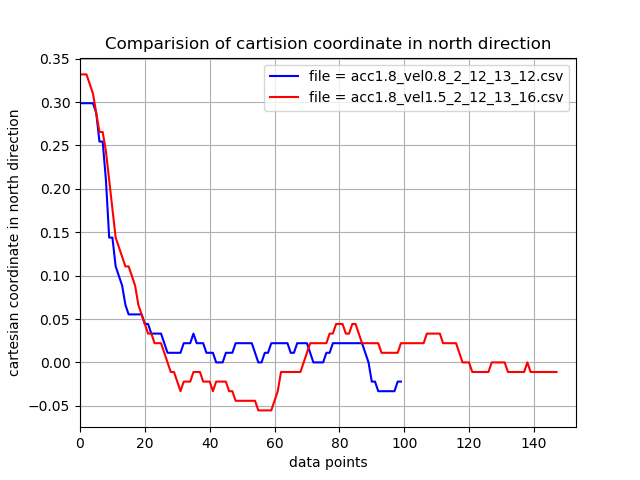 Comparision of cartision coordinate in north direction
file = acc1.8_vel0.8_2_12_13_12.csv
file = acc1.8_vel1.5_2_12_13_16.csv
cartesian coordinate in north direction
0.35
0.30
0.25
0.20
0.15
0.10
0.05
0.00
−0.05
0 20 40 60 80 100 120 140
data points